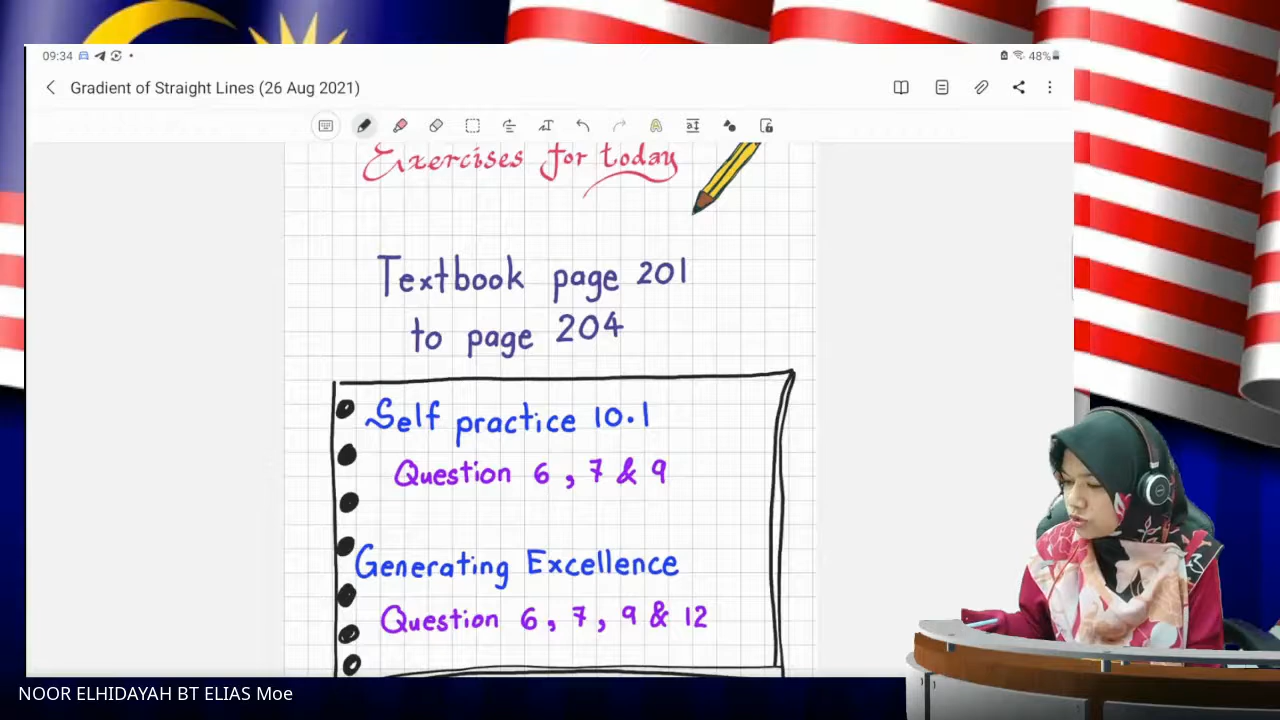 09:34
48%
Gradient of Straight Lines (26 Aug 2021)
Exercises for today
Textbook page 201
to page 204
Self practice 10.1
Question 6, 7 & 9
Generating Excellence
Question 6, 7, 9 & 12
NOOR ELHIDAYAH BT ELIAS Moe